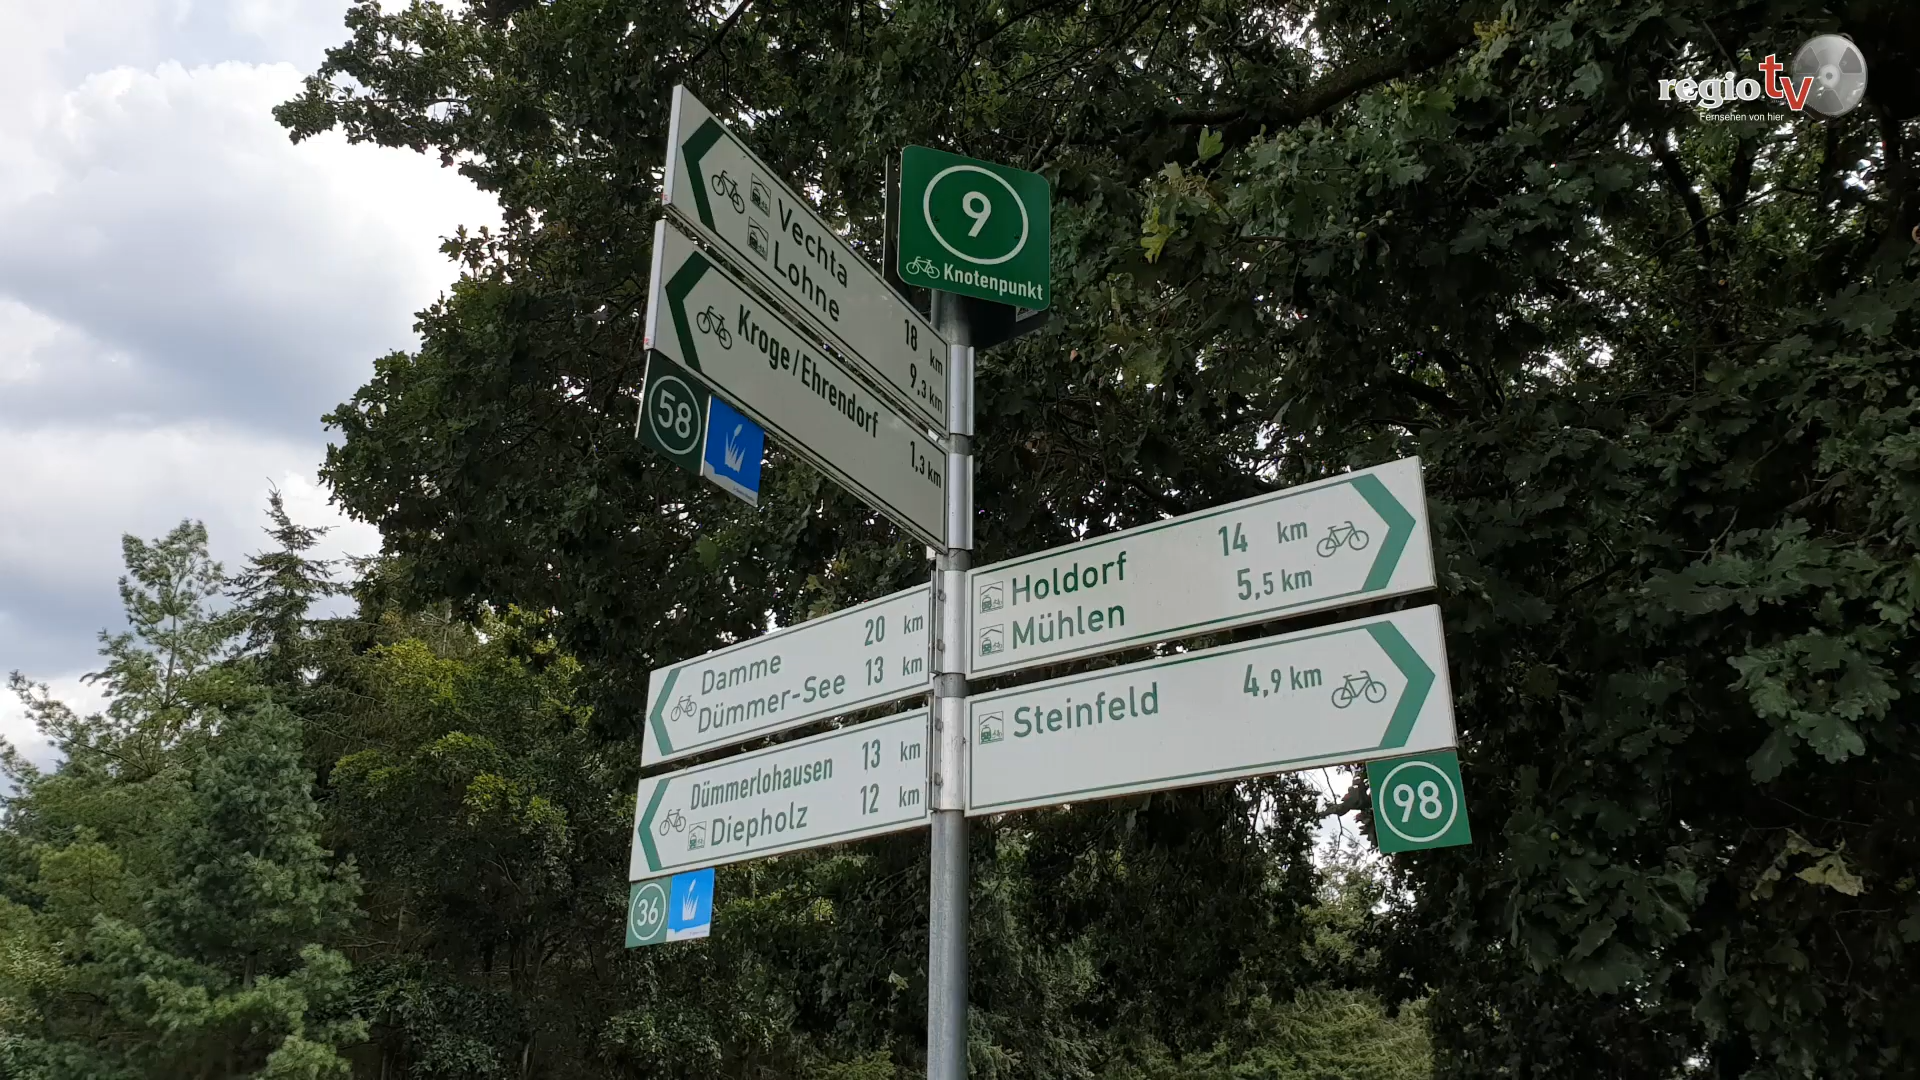 regio tv
Fernsehen von hier
9
Knotenpunkt
Vechta 18 km
Lohne 9,3 km
Kroge/Ehrendorf
1,3 km
58
Holdorf 14 km
Mühlen 5,5 km
Damme 20 km
Dümmer-See 13 km
Steinfeld 4,9 km
Dümmerlohausen 13 km
Diepholz 12 km
98
36